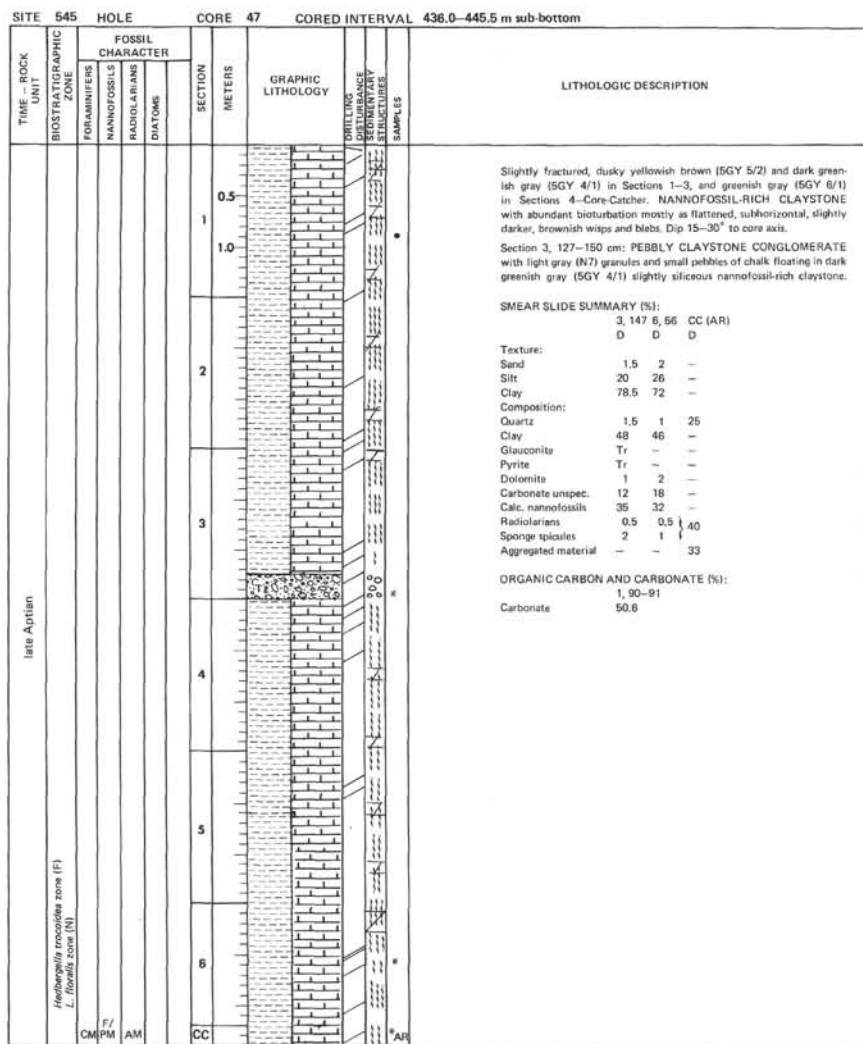 SITE 545 HOLE CORE 47 CORED INTERVAL 436.0–445.5 m sub-bottom
TIME – ROCK UNIT
BIOSTRATIGRAPHIC ZONE
FOSSIL CHARACTER
FORAMINIFERS
NANNOFOSSILS
RADIOLARIANS
DIATOMS
SECTION
METERS
GRAPHIC LITHOLOGY
DRILLING DISTURBANCE
SEDIMENTARY STRUCTURES
SAMPLES
LITHOLOGIC DESCRIPTION
late Aptian
Hedbergella trocoidea zone (F)
L. floralis zone (N)
CM
F/
PM
AM
1
0.5
1.0
2
3
4
5
6
CC
*
*
*AR
Slightly fractured, dusky yellowish brown (5GY 5/2) and dark green-
ish gray (5GY 4/1) in Sections 1–3, and greenish gray (5GY 6/1)
in Sections 4–Core-Catcher. NANNOFOSSIL-RICH CLAYSTONE
with abundant bioturbation mostly as flattened, subhorizontal, slightly
darker, brownish wisps and blebs. Dip 15–30° to core axis.
Section 3, 127–150 cm: PEBBLY CLAYSTONE CONGLOMERATE
with light gray (N7) granules and small pebbles of chalk floating in dark
greenish gray (5GY 4/1) slightly siliceous nannofossil-rich claystone.
SMEAR SLIDE SUMMARY (%):
3, 147 6, 56 CC (AR)
D D D
Texture:
Sand 1.5 2 –
Silt 20 26 –
Clay 78.5 72 –
Composition:
Quartz 1.5 1 25
Clay 48 46 –
Glauconite Tr – –
Pyrite Tr – –
Dolomite 1 2 –
Carbonate unspec. 12 18 –
Calc. nannofossils 35 32 –
Radiolarians 0.5 0.5 } 40
Sponge spicules 2 1
Aggregated material – – 33
ORGANIC CARBON AND CARBONATE (%):
1, 90–91
Carbonate 50.6